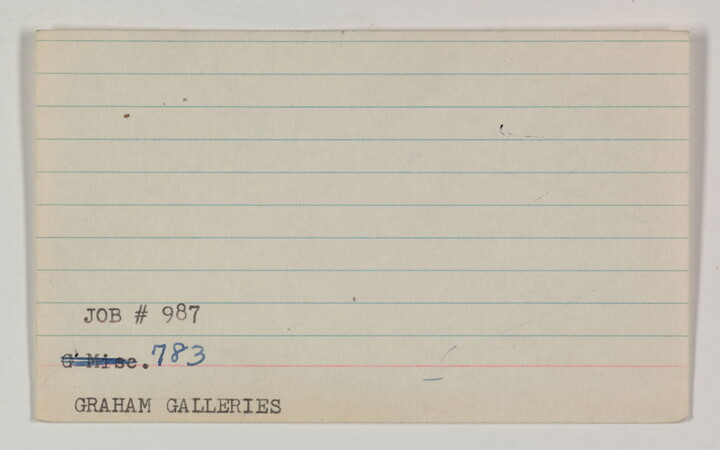 JOB # 987
G Misc. 783
GRAHAM GALLERIES